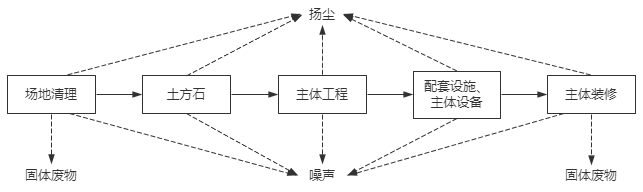 扬尘
场地清理
土方石
主体工程
配套设施、
主体设备
主体装修
固体废物
噪声
固体废物